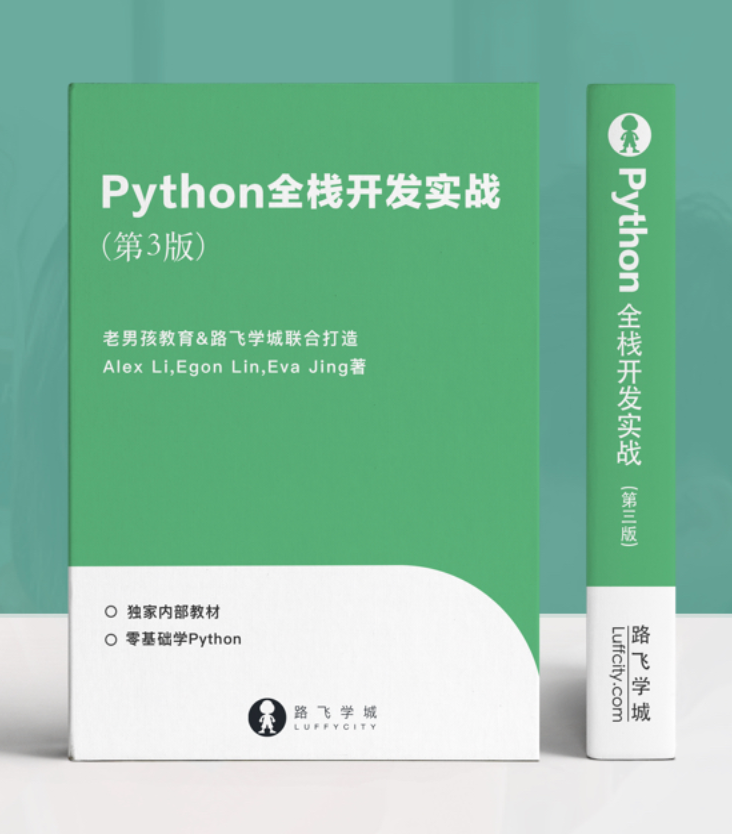 Python全栈开发实战
(第3版)
老男孩教育&路飞学城联合打造
Alex Li,Egon Lin,Eva Jing著
独家内部教材
零基础学Python
路飞学城
LUFFYCITY
Python 全栈开发实战 (第三版)
路飞学城
Luffcity.com